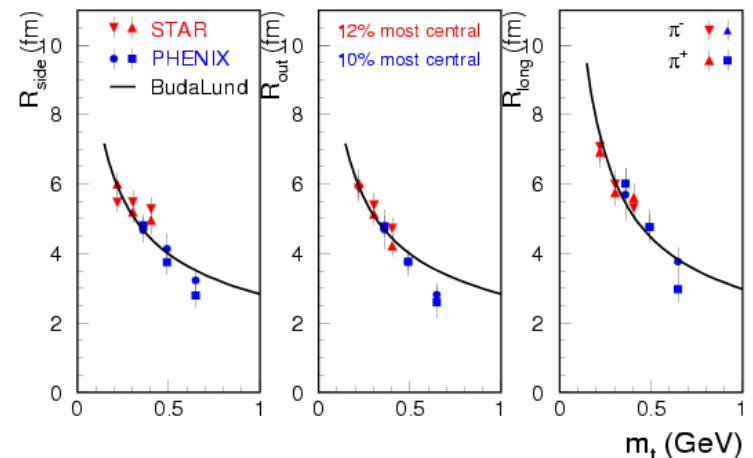 R_side (fm)
10
8
6
4
2
0
0 0.5 1
STAR
PHENIX
BudaLund
R_out (fm)
10
8
6
4
2
0
0 0.5 1
12% most central
10% most central
R_long (fm)
10
8
6
4
2
0
0 0.5 1
π⁻
π⁺
m_t (GeV)